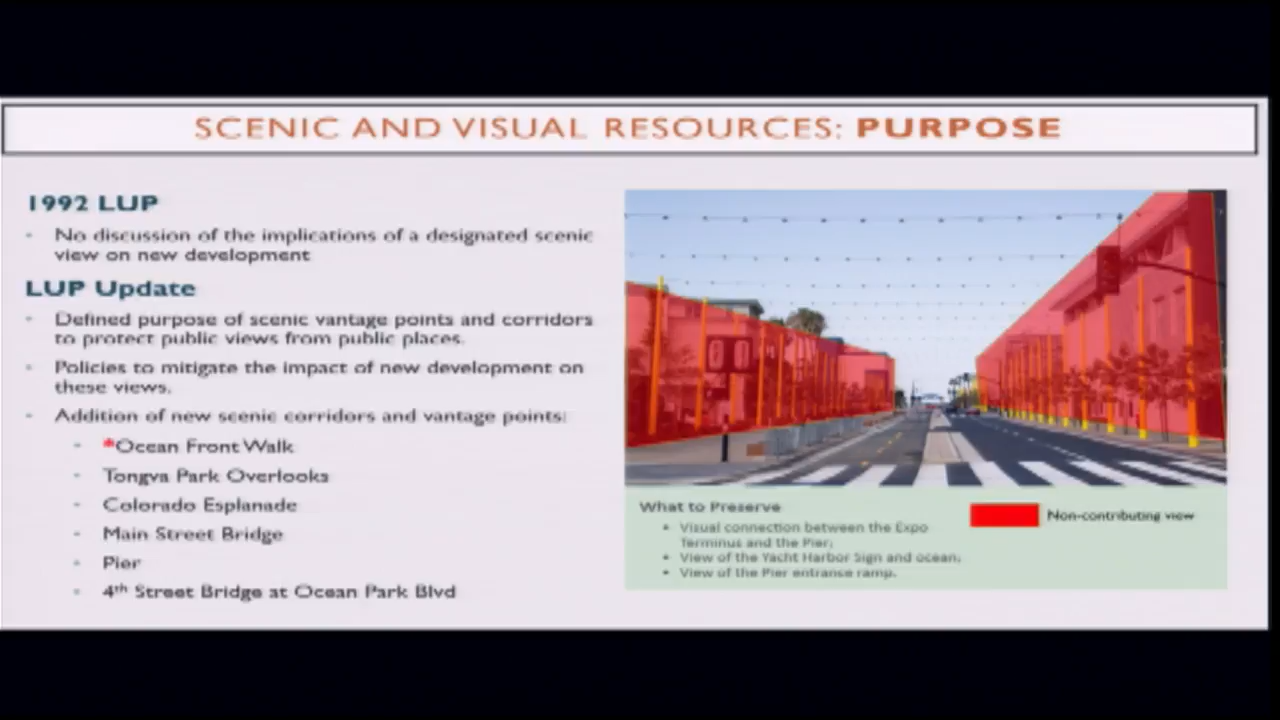 SCENIC AND VISUAL RESOURCES: PURPOSE
1992 LUP
- No discussion of the implications of a designated scenic
view on new development
LUP Update
- Defined purpose of scenic vantage points and corridors
to protect public views from public places.
- Policies to mitigate the impact of new development on
these views.
- Addition of new scenic corridors and vantage points:
- *Ocean Front Walk
- Tongva Park Overlooks
- Colorado Esplanade
- Main Street Bridge
- Pier
- 4th Street Bridge at Ocean Park Blvd
What to Preserve
• Visual connection between the Expo
Terminus and the Pier;
• View of the Yacht Harbor Sign and ocean;
• View of the Pier entrance ramp.
Non-contributing view